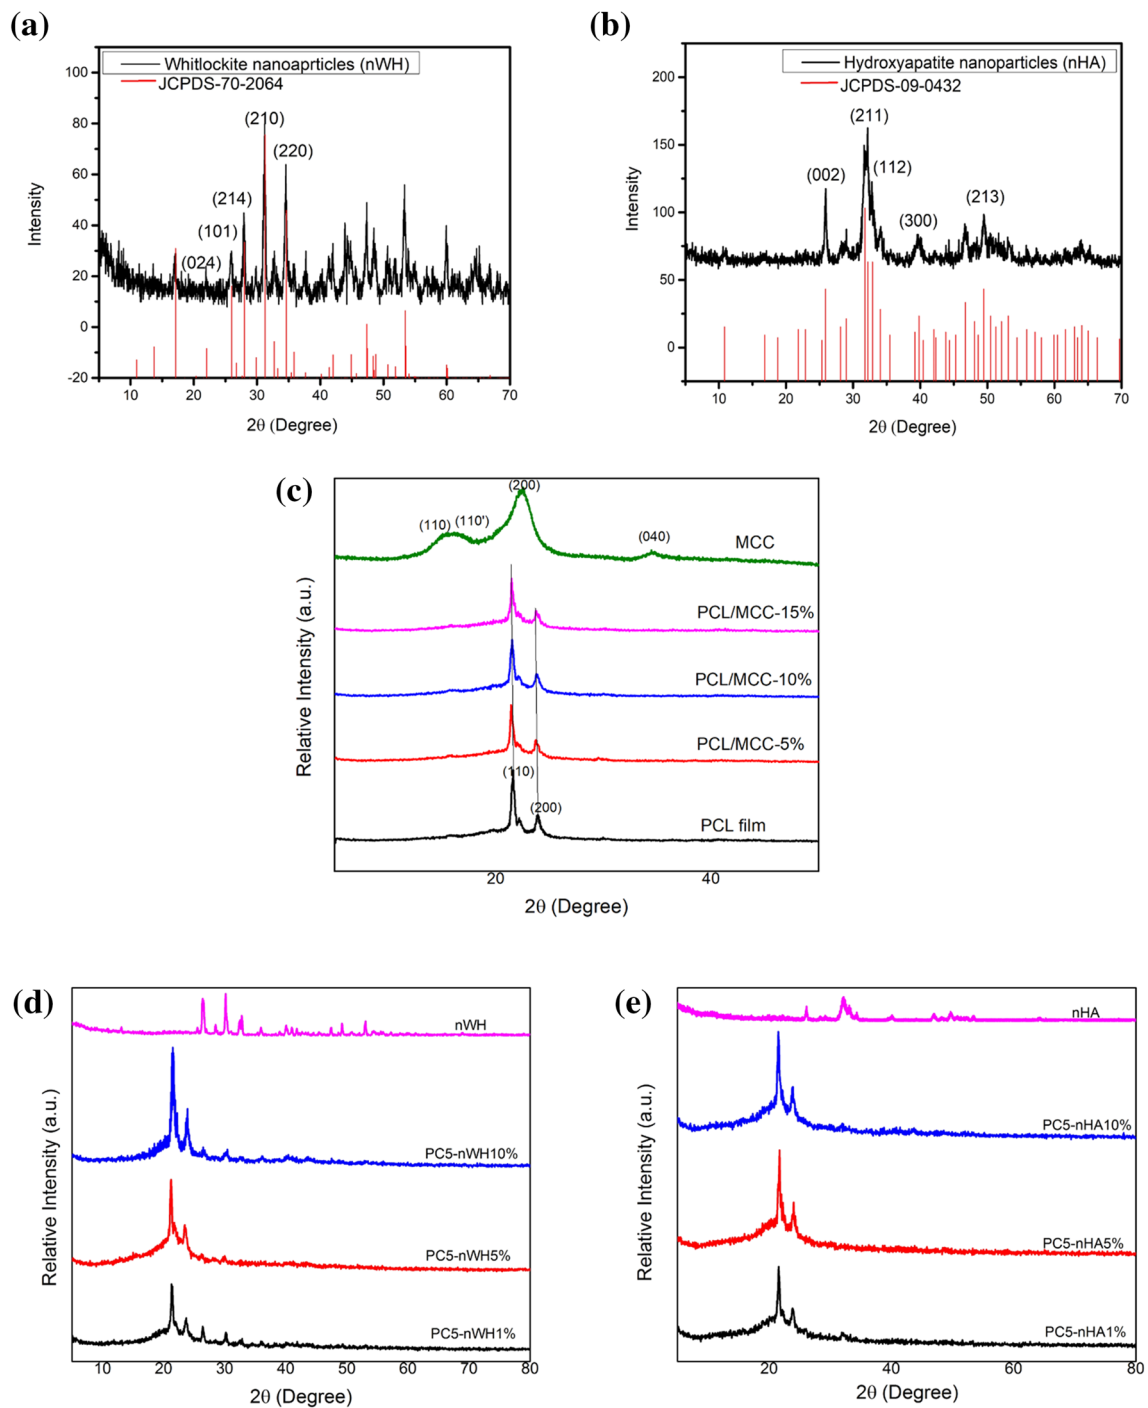 (a)
Whitlockite nanoaprticles (nWH)
JCPDS-70-2064
(210)
(220)
(214)
(101)
(024)
Intensity
100
80
60
40
20
0
-20
10 20 30 40 50 60 70
2θ (Degree)
(b)
Hydroxyapatite nanoparticles (nHA)
JCPDS-09-0432
(211)
(112)
(002)
(213)
(300)
Intensity
200
150
100
50
0
10 20 30 40 50 60 70
2θ (Degree)
(c)
(200)
(110) (110')
(040)
MCC
PCL/MCC-15%
PCL/MCC-10%
PCL/MCC-5%
(110)
(200)
PCL film
Relative Intensity (a.u.)
20 40
2θ (Degree)
(d)
nWH
PC5-nWH10%
PC5-nWH5%
PC5-nWH1%
Relative Intensity (a.u.)
10 20 30 40 50 60 70 80
2θ (Degree)
(e)
nHA
PC5-nHA10%
PC5-nHA5%
PC5-nHA1%
Relative Intensity (a.u.)
20 40 60 80
2θ (Degree)